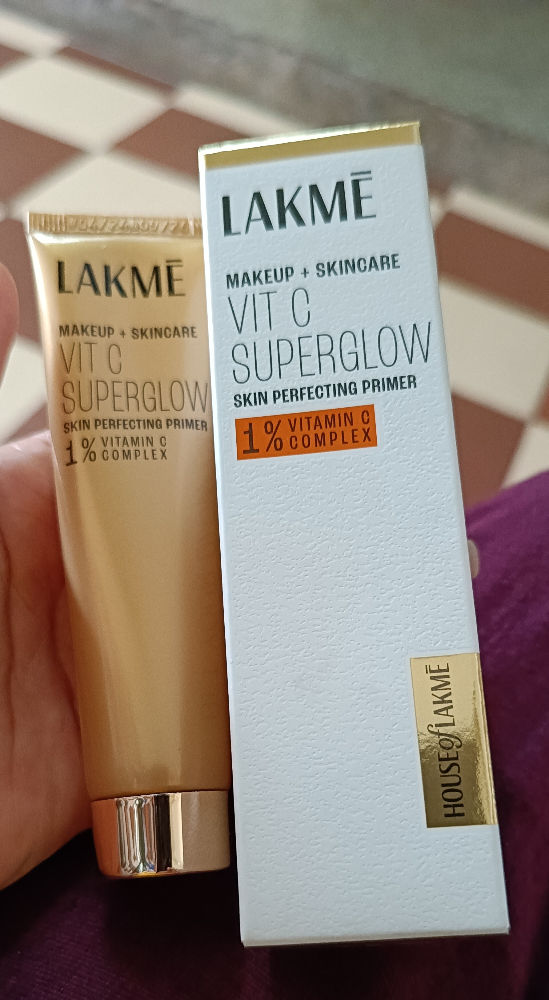 LAKMĒ
MAKEUP + SKINCARE
VIT C
SUPERGLOW
SKIN PERFECTING PRIMER
1% VITAMIN C
COMPLEX
LAKMĒ
MAKEUP + SKINCARE
VIT C
SUPERGLOW
SKIN PERFECTING PRIMER
1% VITAMIN C
COMPLEX
HOUSE of LAKMĒ